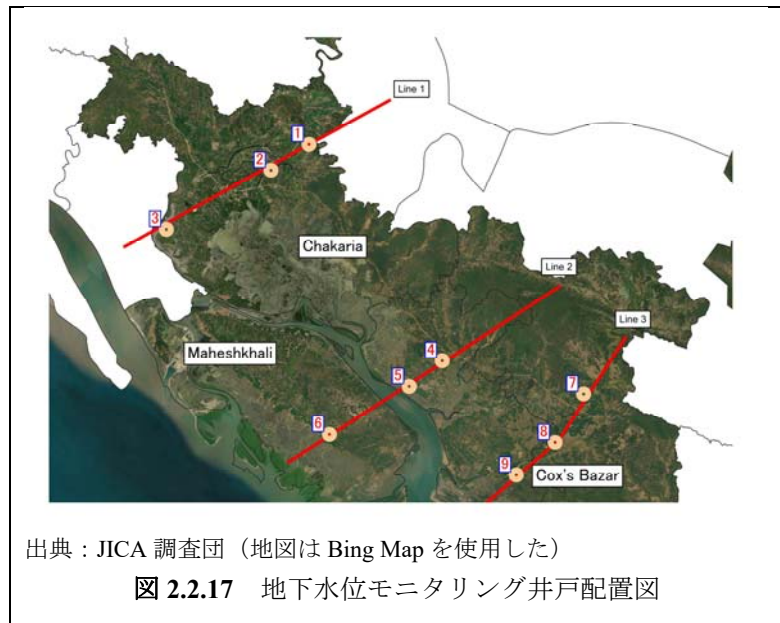 Line 1
1
2
3
Chakaria
Line 2
Line 3
Maheshkhali
4
5
7
6
8
9
Cox's Bazar
出典：JICA 調査団（地図は Bing Map を使用した）
図 2.2.17 地下水位モニタリング井戸配置図